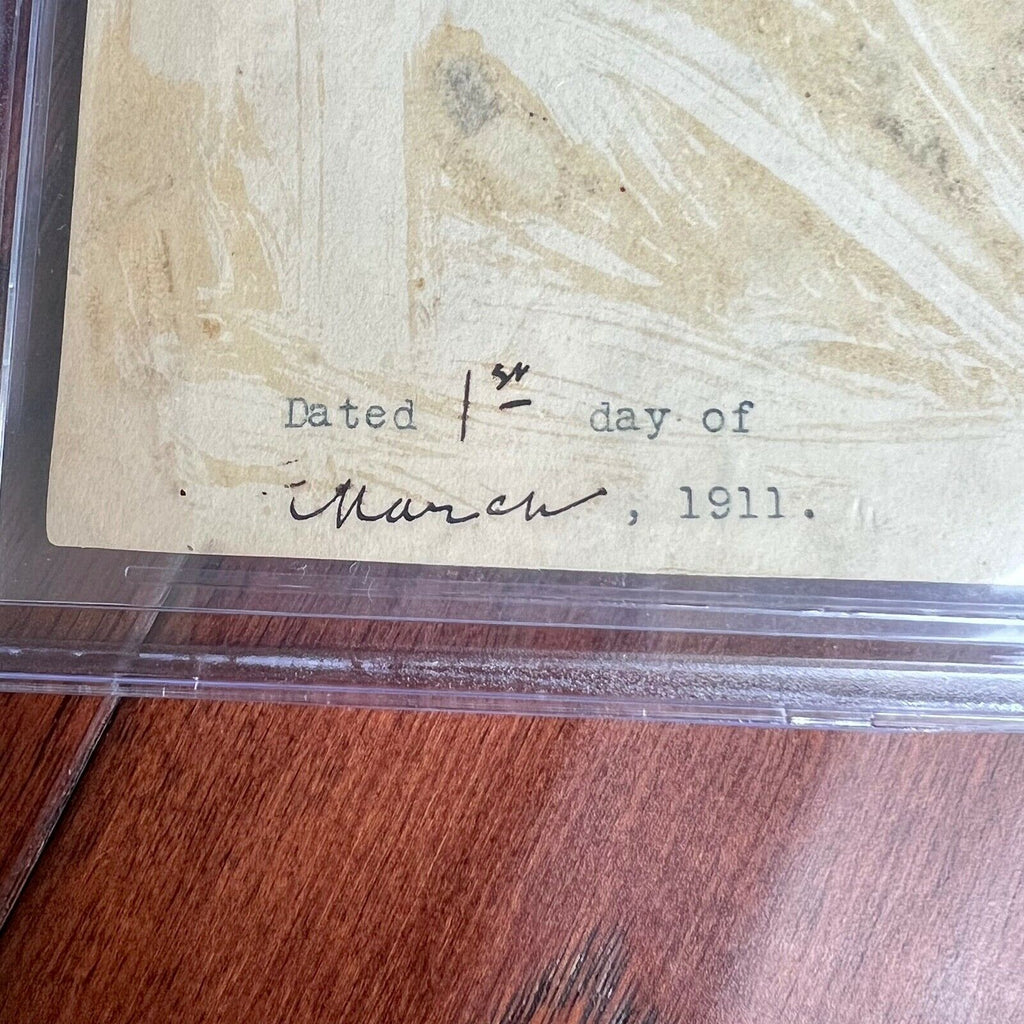 Dated 1st day of
March, 1911.